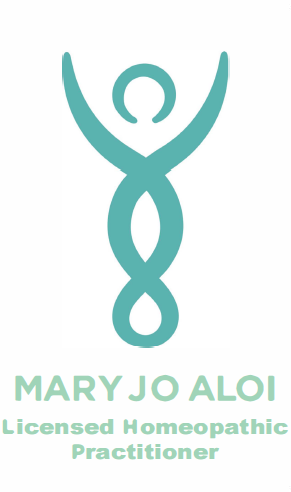 MARY JO ALOI
Licensed Homeopathic
Practitioner